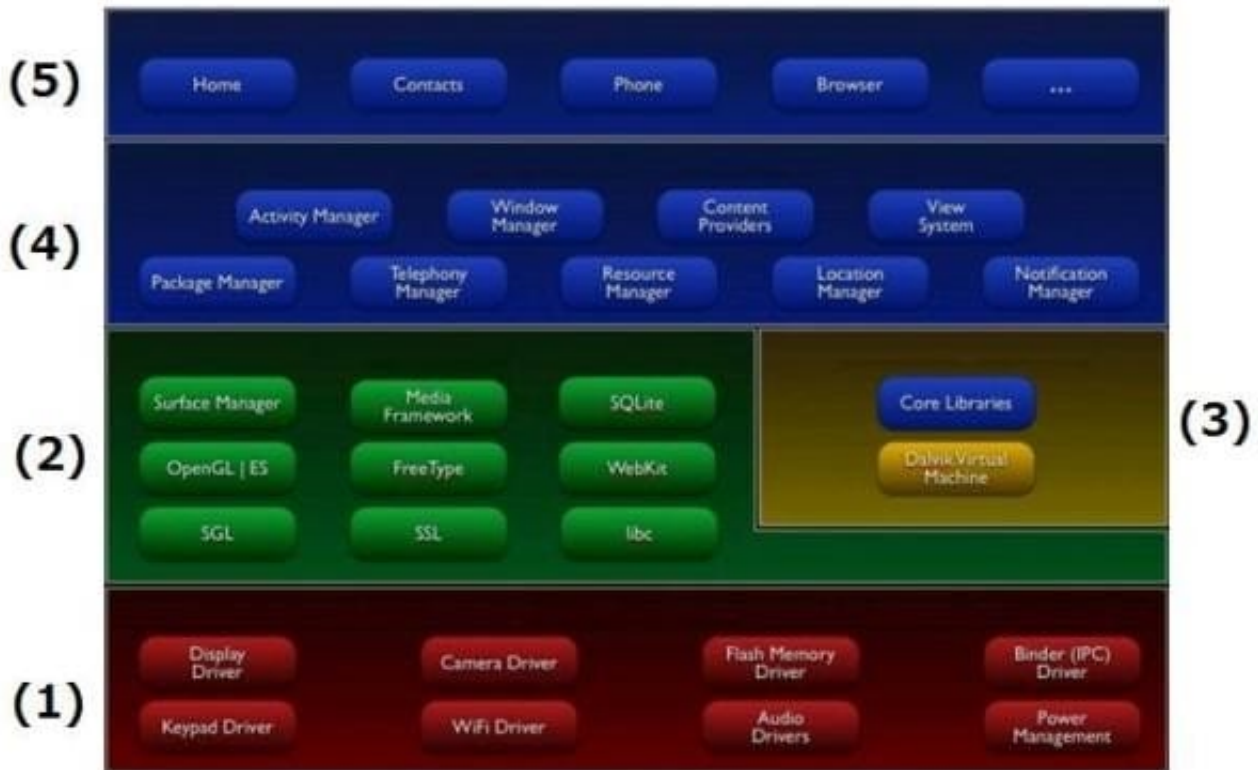 (5)
Home
Contacts
Phone
Browser
...
(4)
Activity Manager
Window
Manager
Content
Providers
View
System
Package Manager
Telephony
Manager
Resource
Manager
Location
Manager
Notification
Manager
(2)
Surface Manager
Media
Framework
SQLite
OpenGL | ES
FreeType
WebKit
SGL
SSL
libc
(3)
Core Libraries
Dalvik Virtual
Machine
(1)
Display
Driver
Camera Driver
Flash Memory
Driver
Binder (IPC)
Driver
Keypad Driver
WiFi Driver
Audio
Drivers
Power
Management